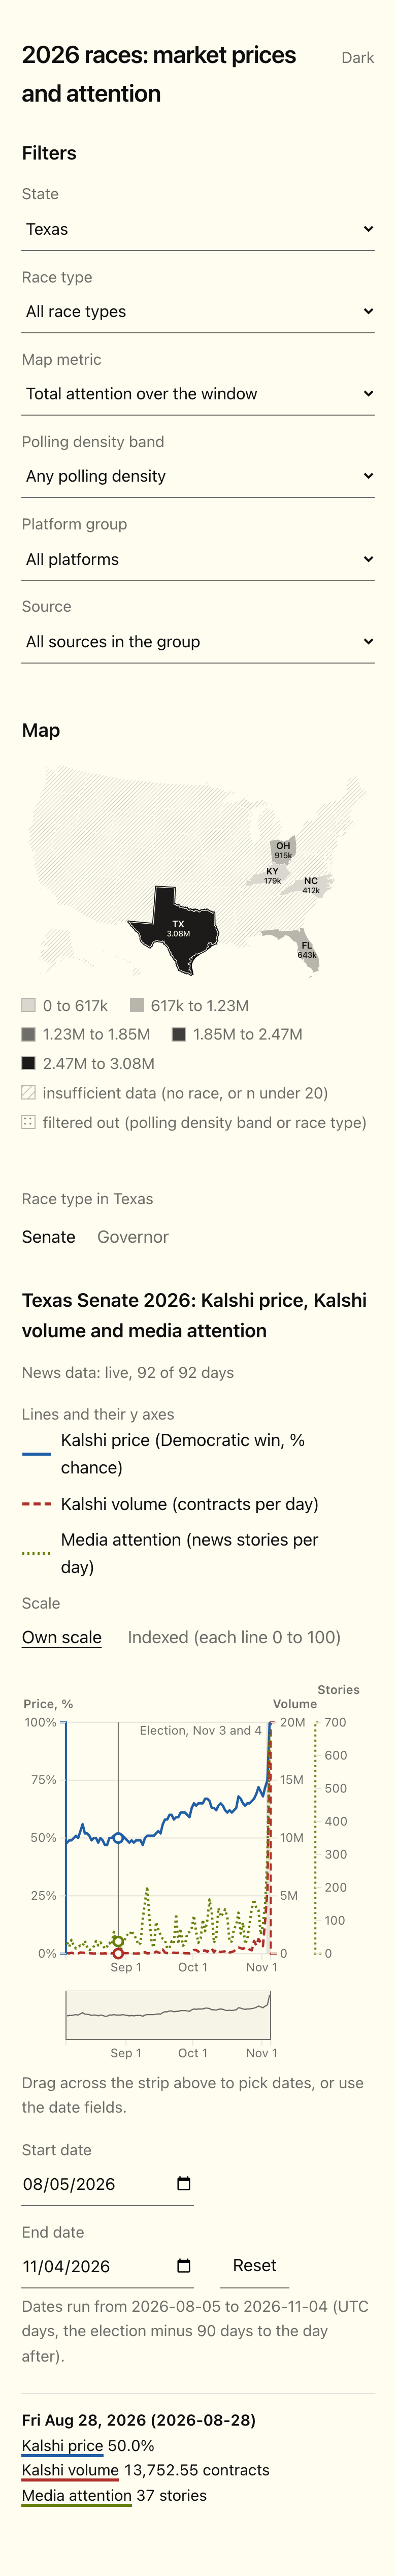 2026 races: market prices
and attention
Dark
Filters
State
Texas
Race type
All race types
Map metric
Total attention over the window
Polling density band
Any polling density
Platform group
All platforms
Source
All sources in the group
Map
OH
915k
KY
179k
NC
412k
TX
3.08M
FL
643k
0 to 617k
617k to 1.23M
1.23M to 1.85M
1.85M to 2.47M
2.47M to 3.08M
insufficient data (no race, or n under 20)
filtered out (polling density band or race type)
Race type in Texas
Senate
Governor
Texas Senate 2026: Kalshi price, Kalshi
volume and media attention
News data: live, 92 of 92 days
Lines and their y axes
Kalshi price (Democratic win, %
chance)
Kalshi volume (contracts per day)
Media attention (news stories per
day)
Scale
Own scale
Indexed (each line 0 to 100)
Stories
Price, %
Volume
100%
Election, Nov 3 and 4
20M
700
600
75%
15M
500
400
50%
10M
300
200
25%
5M
100
0%
0
0
Sep 1
Oct 1
Nov 1
Sep 1
Oct 1
Nov 1
Drag across the strip above to pick dates, or use
the date fields.
Start date
08/05/2026
End date
11/04/2026
Reset
Dates run from 2026-08-05 to 2026-11-04 (UTC
days, the election minus 90 days to the day
after).
Fri Aug 28, 2026 (2026-08-28)
Kalshi price 50.0%
Kalshi volume 13,752.55 contracts
Media attention 37 stories